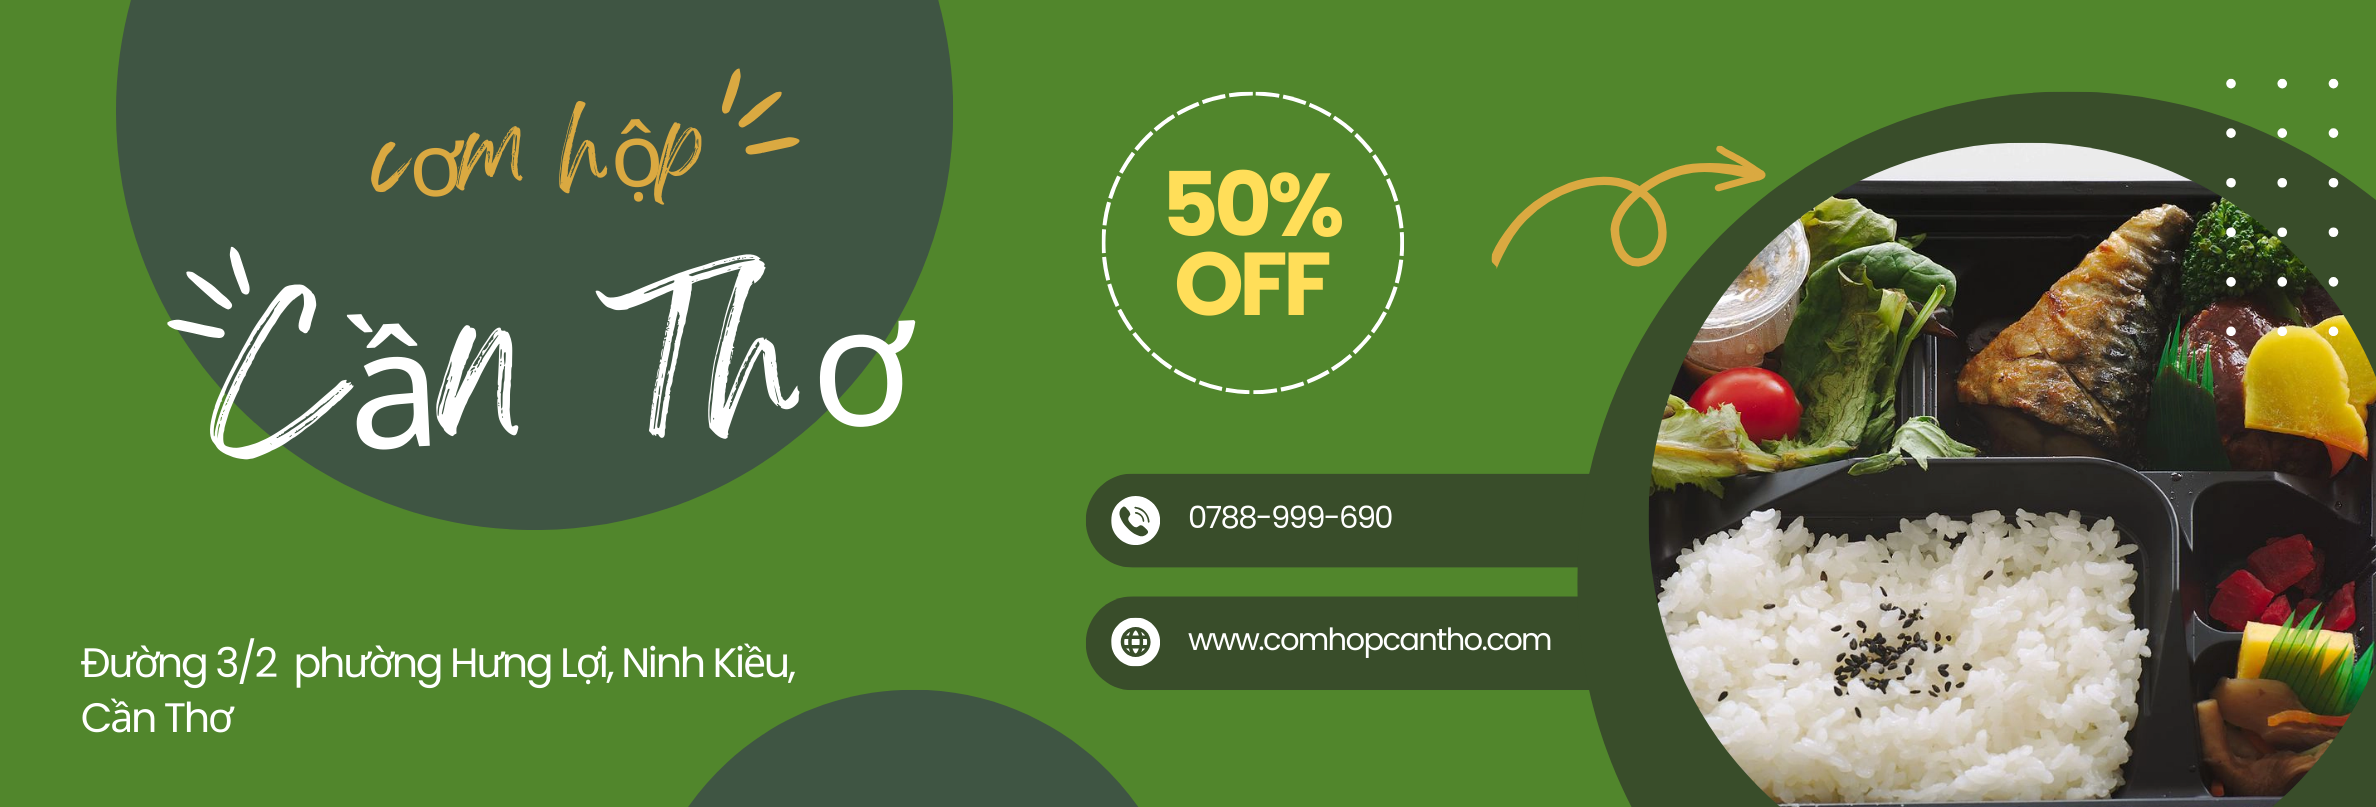 cơm hộp
Cần Thơ
50%
OFF
0788-999-690
www.comhopcantho.com
Đường 3/2 phường Hưng Lợi, Ninh Kiều,
Cần Thơ